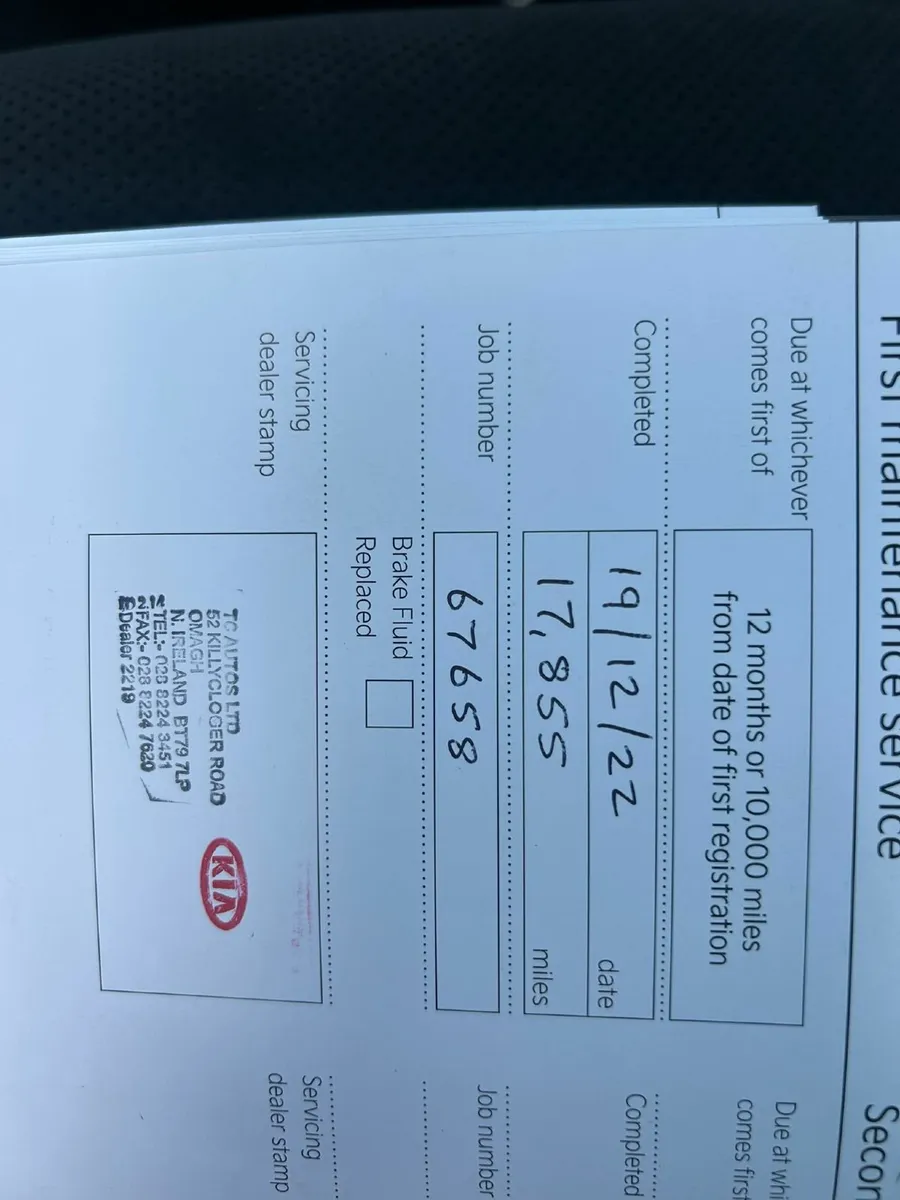 First maintenance service
Due at whichever
comes first of
12 months or 10,000 miles
from date of first registration
Completed
19/12/22 date
17,855 miles
Job number
67658
Brake Fluid
Replaced
Servicing
dealer stamp
TC AUTOS LTD
52 KILLYCLOGER ROAD
OMAGH
N. IRELAND BT79 7LP
TEL:- 028 8224 3451
FAX:- 028 8224 7620
Dealer 2219
KIA
Secon
Due at whi
comes first
Completed
Job number
Servicing
dealer stamp